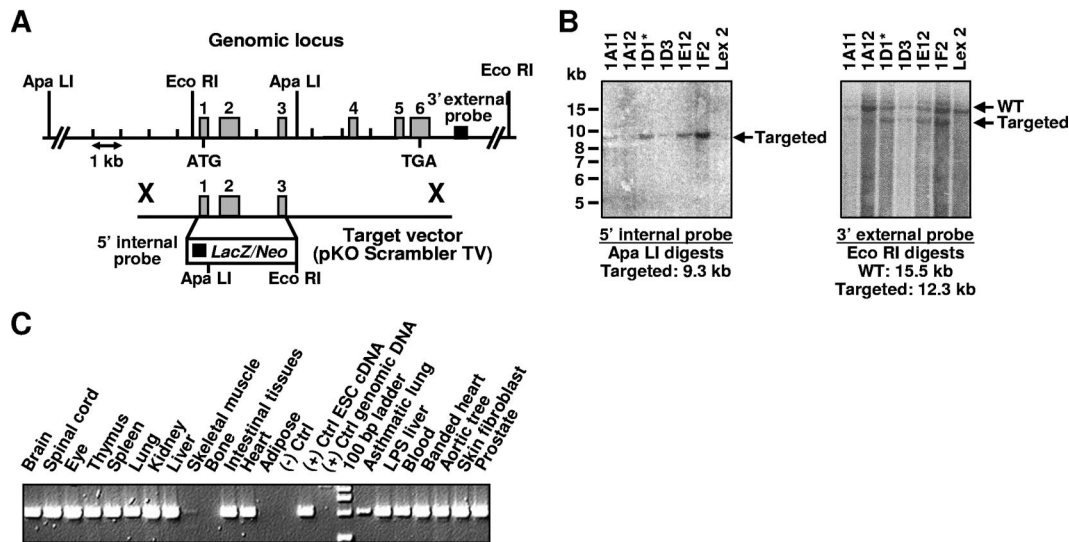 A
Genomic locus
Apa LI
Eco RI
Apa LI
Eco RI
3' external
probe
1 2 3 4 5 6
1 kb
ATG
TGA
X
1 2 3
X
5' internal
probe
LacZ/Neo
Target vector
(pKO Scrambler TV)
Apa LI
Eco RI
B
1A11
1A12
1D1*
1D3
1E12
1F2
Lex 2
kb
15
10
8
7
6
5
Targeted
5' internal probe
Apa LI digests
Targeted: 9.3 kb
1A11
1A12
1D1*
1D3
1E12
1F2
Lex 2
WT
Targeted
3' external probe
Eco RI digests
WT: 15.5 kb
Targeted: 12.3 kb
C
Brain
Spinal cord
Eye
Thymus
Spleen
Lung
Kidney
Liver
Skeletal muscle
Bone
Intestinal tissues
Heart
Adipose
(-) Ctrl
(+) Ctrl ESC cDNA
(+) Ctrl genomic DNA
100 bp ladder
Asthmatic lung
LPS liver
Blood
Banded heart
Aortic tree
Skin fibroblast
Prostate